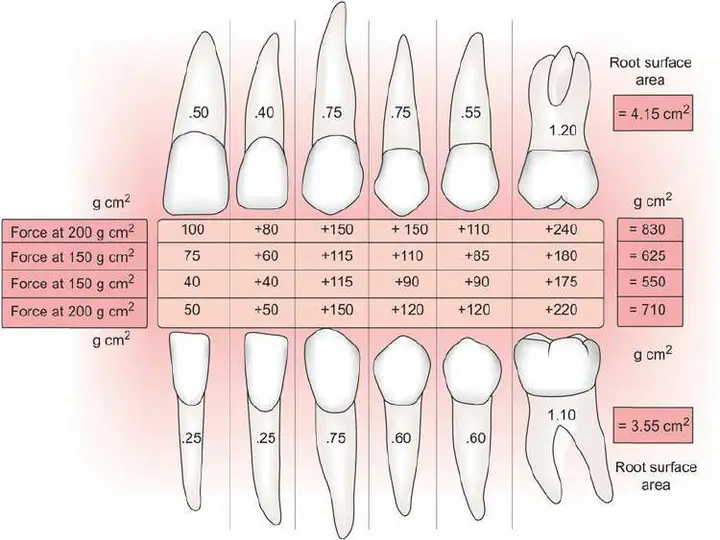 Root surface
area
.50 .40 .75 .75 .55 1.20
= 4.15 cm²
g cm² g cm²
Force at 200 g cm² 100 +80 +150 + 150 +110 +240 = 830
Force at 150 g cm² 75 +60 +115 +110 +85 +180 = 625
Force at 150 g cm² 40 +40 +115 +90 +90 +175 = 550
Force at 200 g cm² 50 +50 +150 +120 +120 +220 = 710
g cm² g cm²
.25 .25 .75 .60 .60 1.10
= 3.55 cm²
Root surface
area